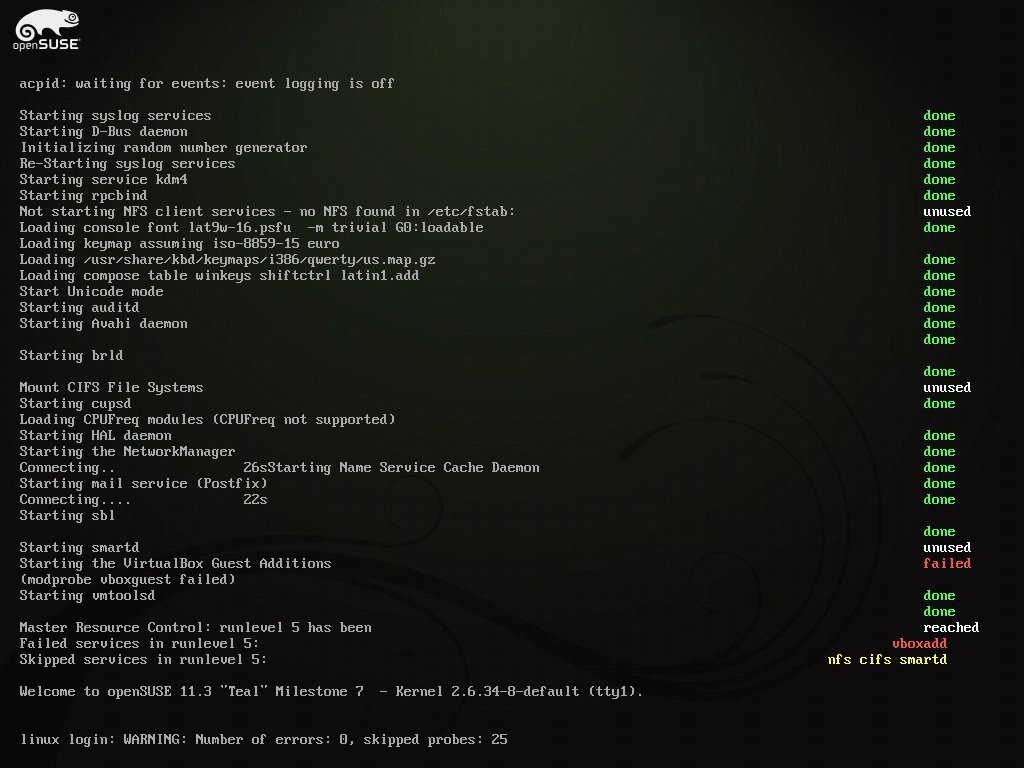 openSUSE
acpid: waiting for events: event logging is off
Starting syslog services done
Starting D-Bus daemon done
Initializing random number generator done
Re-Starting syslog services done
Starting service kdm4 done
Starting rpcbind done
Not starting NFS client services - no NFS found in /etc/fstab: unused
Loading console font lat9w-16.psfu -m trivial G0:loadable done
Loading keymap assuming iso-8859-15 euro
Loading /usr/share/kbd/keymaps/i386/qwerty/us.map.gz done
Loading compose table winkeys shiftctrl latin1.add done
Start Unicode mode done
Starting auditd done
Starting Avahi daemon done
done
Starting brld
done
Mount CIFS File Systems unused
Starting cupsd done
Loading CPUFreq modules (CPUFreq not supported)
Starting HAL daemon done
Starting the NetworkManager done
Connecting.. 26sStarting Name Service Cache Daemon done
Starting mail service (Postfix) done
Connecting.... 22s done
Starting sbl
done
Starting smartd unused
Starting the VirtualBox Guest Additions failed
(modprobe vboxguest failed)
Starting vmtoolsd done
done
Master Resource Control: runlevel 5 has been reached
Failed services in runlevel 5: vboxadd
Skipped services in runlevel 5: nfs cifs smartd
Welcome to openSUSE 11.3 "Teal" Milestone 7 - Kernel 2.6.34-8-default (tty1).
linux login: WARNING: Number of errors: 0, skipped probes: 25